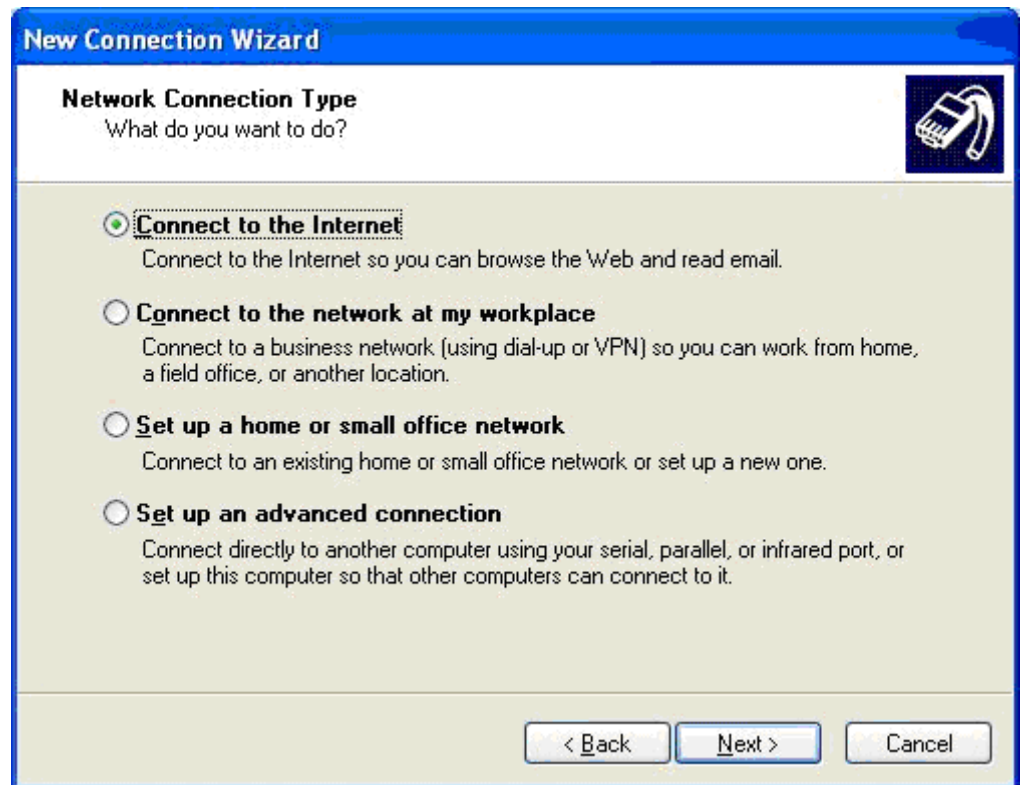 New Connection Wizard
Network Connection Type
What do you want to do?
Connect to the Internet
Connect to the Internet so you can browse the Web and read email.
Connect to the network at my workplace
Connect to a business network (using dial-up or VPN) so you can work from home,
a field office, or another location.
Set up a home or small office network
Connect to an existing home or small office network or set up a new one.
Set up an advanced connection
Connect directly to another computer using your serial, parallel, or infrared port, or
set up this computer so that other computers can connect to it.
< Back Next > Cancel